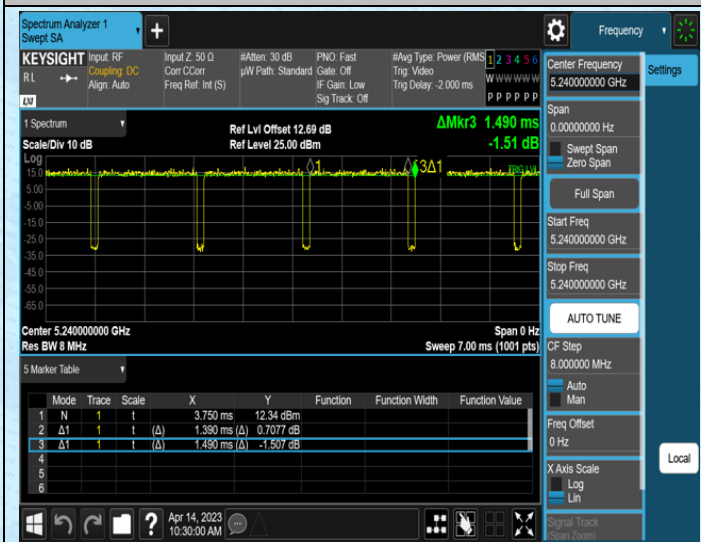 Spectrum Analyzer 1
Swept SA
Frequency
KEYSIGHT Input: RF Input Z: 50 Ω #Atten: 30 dB PNO: Fast #Avg Type: Power (RMS 1 2 3 4 5 6
RL Coupling: DC Corr CCorr µW Path: Standard Gate: Off Trig: Video W W W W W W
Align: Auto Freq Ref: Int (S) IF Gain: Low Trig Delay: -2.000 ms
Sig Track: Off P P P P P P
LXI
1 Spectrum
Scale/Div 10 dB
Ref Lvl Offset 12.69 dB
Ref Level 25.00 dBm
ΔMkr3 1.490 ms
-1.51 dB
Log
15.0
5.00
-5.00
-15.0
-25.0
-35.0
-45.0
-55.0
-65.0
1
3Δ1
TRIG LVL
Center 5.240000000 GHz Span 0 Hz
Res BW 8 MHz Sweep 7.00 ms (1001 pts)
5 Marker Table
Mode Trace Scale X Y Function Function Width Function Value
1 N 1 t 3.750 ms 12.34 dBm
2 Δ1 1 t (Δ) 1.390 ms (Δ) 0.7077 dB
3 Δ1 1 t (Δ) 1.490 ms (Δ) -1.507 dB
4
5
6
Apr 14, 2023
10:30:00 AM
Center Frequency
5.240000000 GHz
Span
0.00000000 Hz
Swept Span
Zero Span
Full Span
Start Freq
5.240000000 GHz
Stop Freq
5.240000000 GHz
AUTO TUNE
CF Step
8.000000 MHz
Auto
Man
Freq Offset
0 Hz
X Axis Scale
Log
Lin
Signal Track
(Span Zoom)
Settings
Local